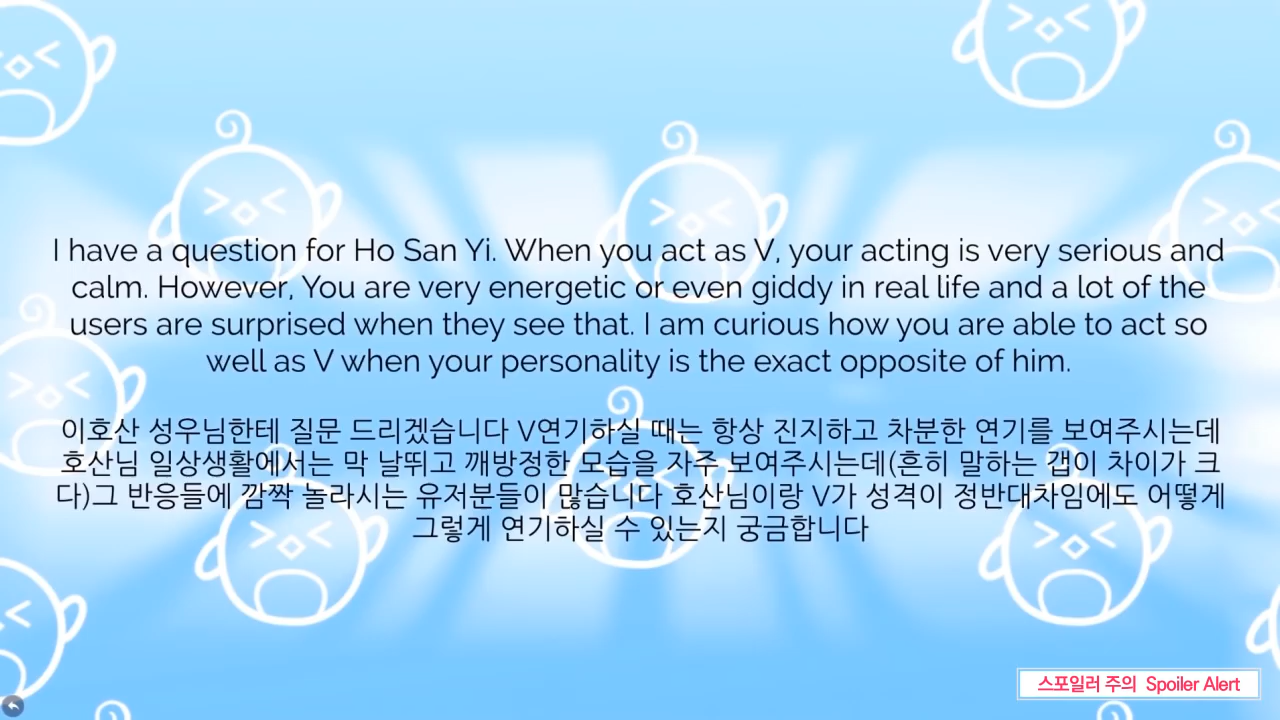 I have a question for Ho San Yi. When you act as V, your acting is very serious and
calm. However, You are very energetic or even giddy in real life and a lot of the
users are surprised when they see that. I am curious how you are able to act so
well as V when your personality is the exact opposite of him.
이호산 성우님한테 질문 드리겠습니다 V연기하실 때는 항상 진지하고 차분한 연기를 보여주시는데
호산님 일상생활에서는 막 날뛰고 깨방정한 모습을 자주 보여주시는데(흔히 말하는 갭이 차이가 크
다)그 반응들에 깜짝 놀라시는 유저분들이 많습니다 호산님이랑 V가 성격이 정반대차임에도 어떻게
그렇게 연기하실 수 있는지 궁금합니다
스포일러 주의 Spoiler Alert